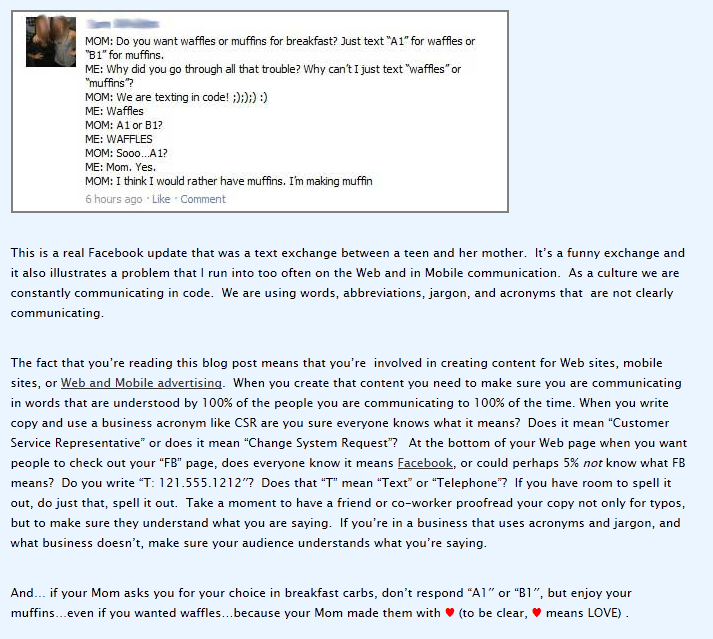 MOM: Do you want waffles or muffins for breakfast? Just text "A1" for waffles or
"B1" for muffins.
ME: Why did you go through all that trouble? Why can't I just text "waffles" or
"muffins"?
MOM: We are texting in code! ;);););) :)
ME: Waffles
MOM: A1 or B1?
ME: WAFFLES
MOM: Sooo...A1?
ME: Mom. Yes.
MOM: I think I would rather have muffins. I'm making muffin
6 hours ago · Like · Comment
This is a real Facebook update that was a text exchange between a teen and her mother.  It's a funny exchange and
it also illustrates a problem that I run into too often on the Web and in Mobile communication.  As a culture we are
constantly communicating in code.  We are using words, abbreviations, jargon, and acronyms that  are not clearly
communicating.
The fact that you're reading this blog post means that you're  involved in creating content for Web sites, mobile
sites, or Web and Mobile advertising.  When you create that content you need to make sure you are communicating
in words that are understood by 100% of the people you are communicating to 100% of the time. When you write
copy and use a business acronym like CSR are you sure everyone knows what it means?  Does it mean "Customer
Service Representative" or does it mean "Change System Request"?   At the bottom of your Web page when you want
people to check out your "FB" page, does everyone know it means Facebook, or could perhaps 5% not know what FB
means?  Do you write "T: 121.555.1212"?  Does that "T" mean "Text" or "Telephone"?  If you have room to spell it
out, do just that, spell it out.  Take a moment to have a friend or co-worker proofread your copy not only for typos,
but to make sure they understand what you are saying.  If you're in a business that uses acronyms and jargon, and
what business doesn't, make sure your audience understands what you're saying.
And... if your Mom asks you for your choice in breakfast carbs, don't respond "A1" or "B1", but enjoy your
muffins...even if you wanted waffles...because your Mom made them with ♥ (to be clear, ♥ means LOVE) .